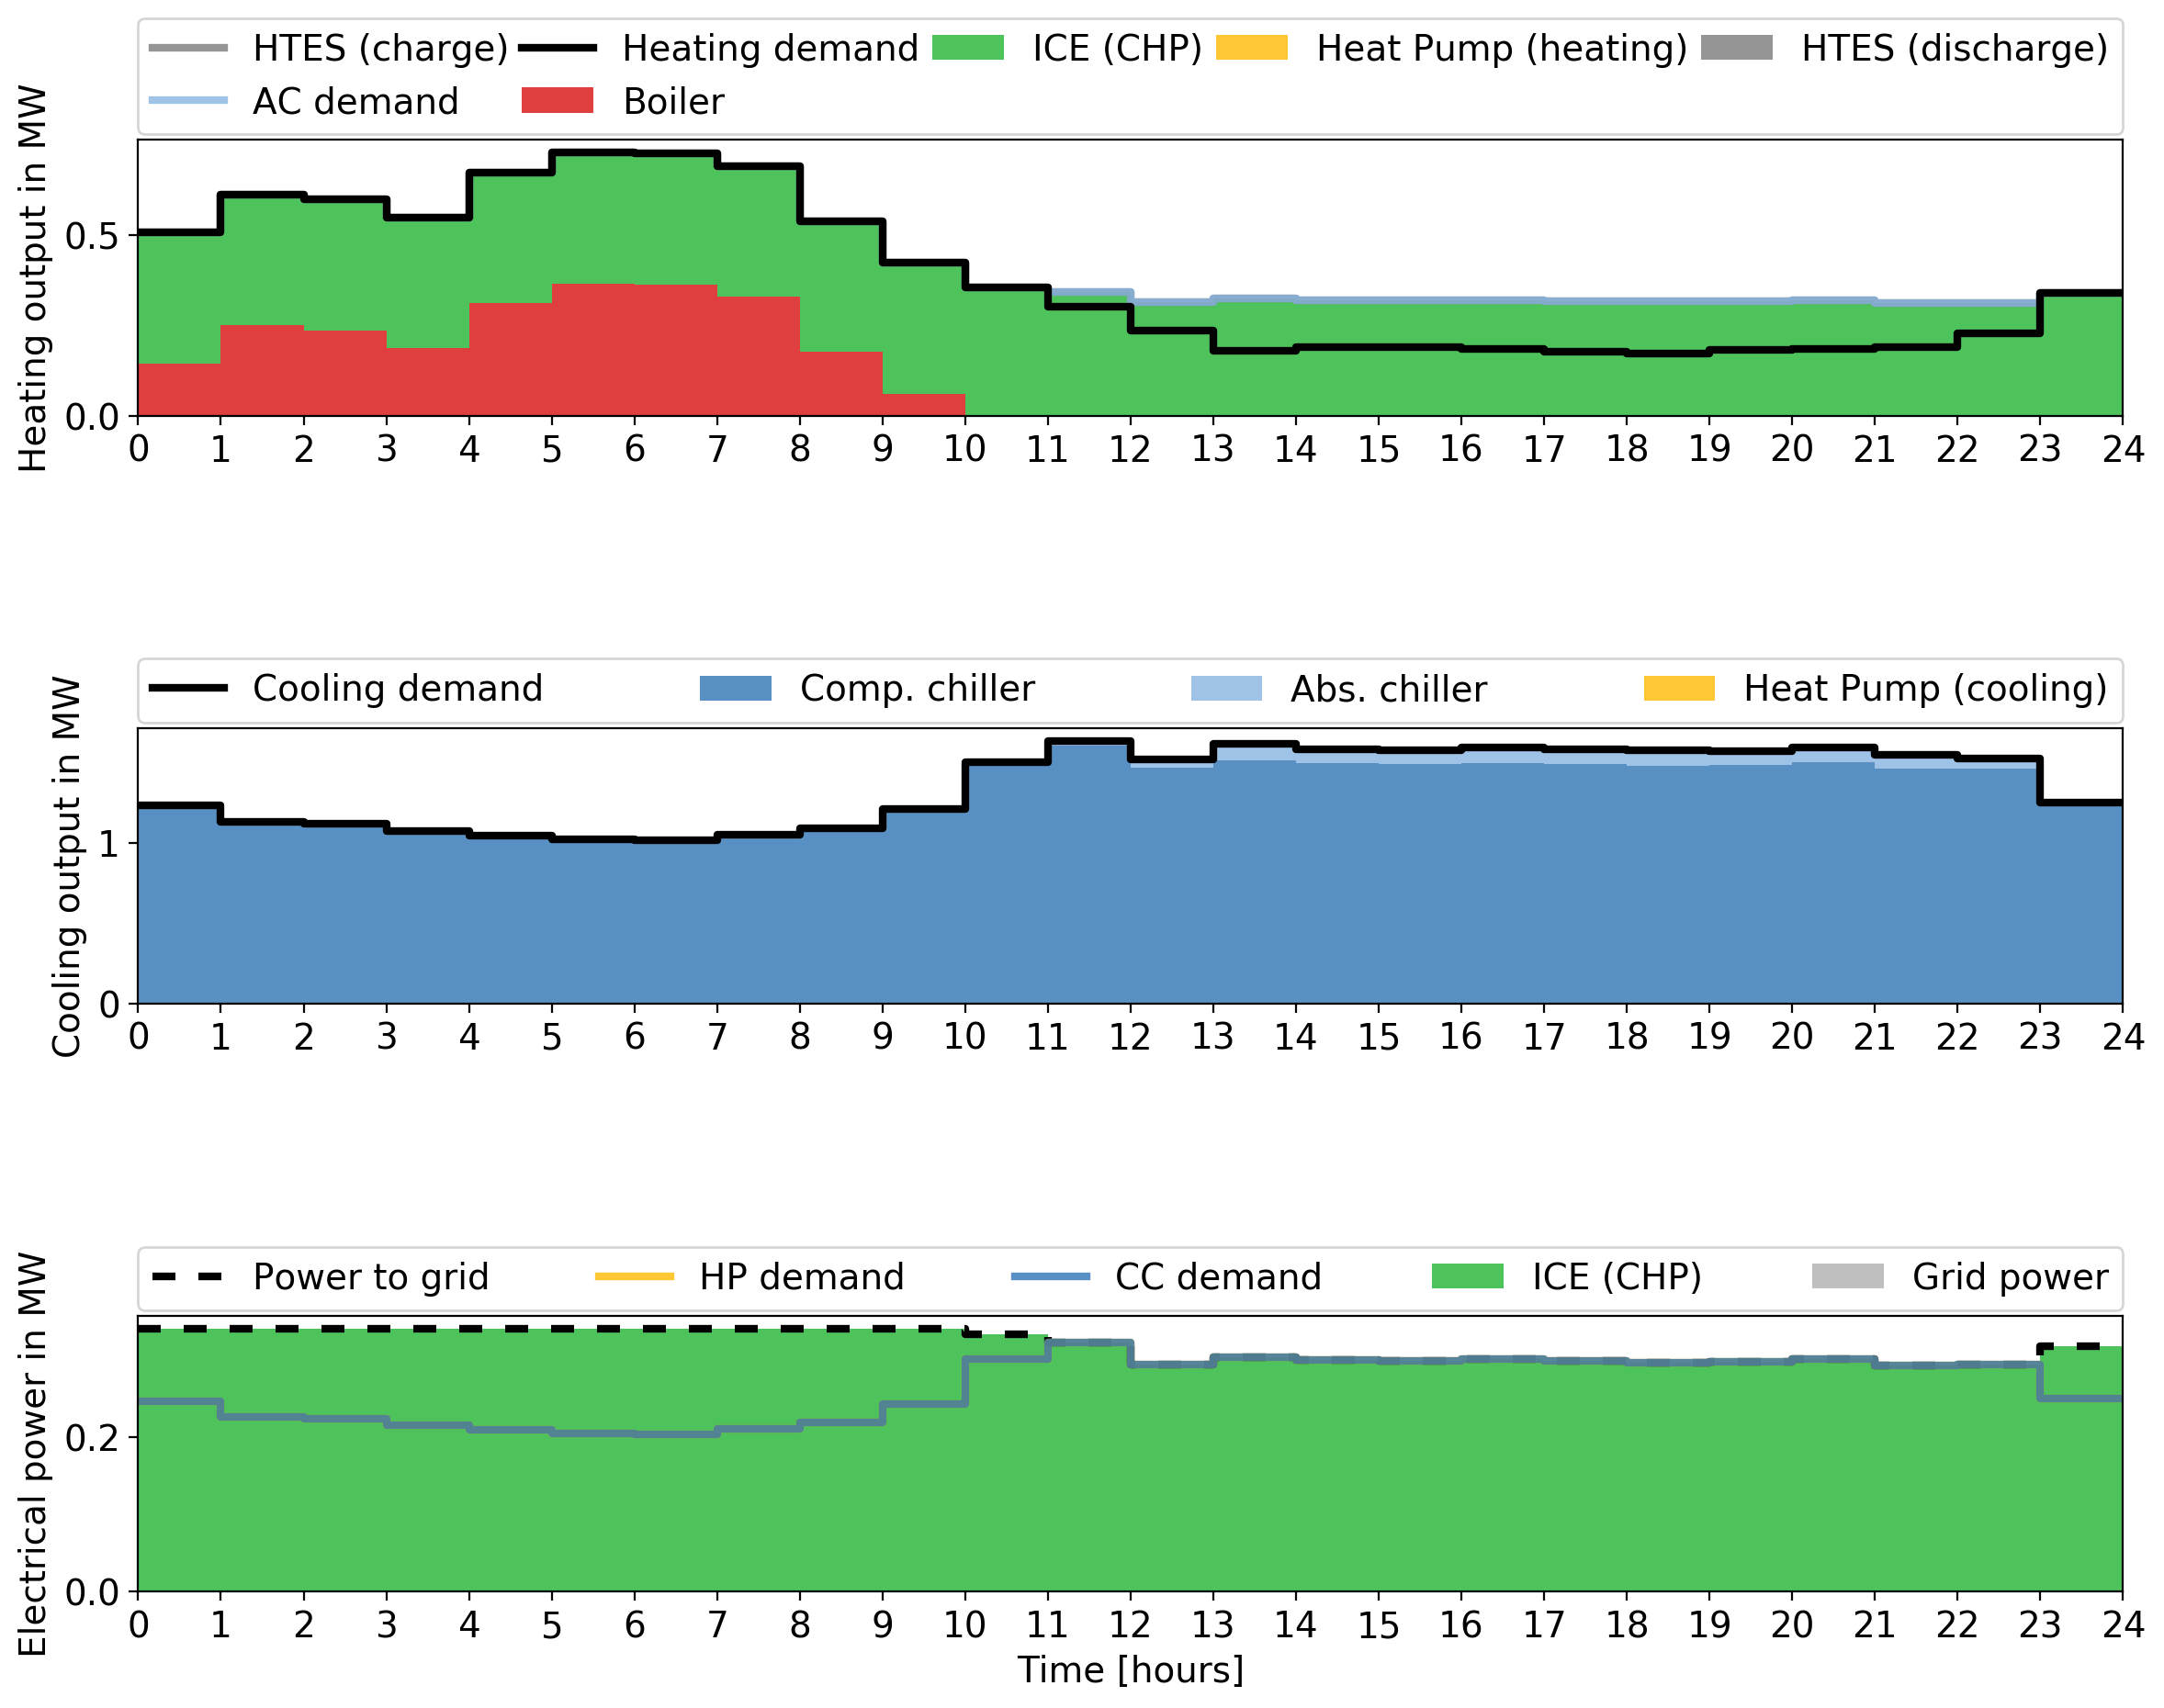 HTES (charge) Heating demand ICE (CHP) Heat Pump (heating) HTES (discharge)
AC demand Boiler
Heating output in MW
0.5
0.0
0 1 2 3 4 5 6 7 8 9 10 11 12 13 14 15 16 17 18 19 20 21 22 23 24
Cooling demand Comp. chiller Abs. chiller Heat Pump (cooling)
Cooling output in MW
1
0
0 1 2 3 4 5 6 7 8 9 10 11 12 13 14 15 16 17 18 19 20 21 22 23 24
Power to grid HP demand CC demand ICE (CHP) Grid power
Electrical power in MW
0.2
0.0
0 1 2 3 4 5 6 7 8 9 10 11 12 13 14 15 16 17 18 19 20 21 22 23 24
Time [hours]